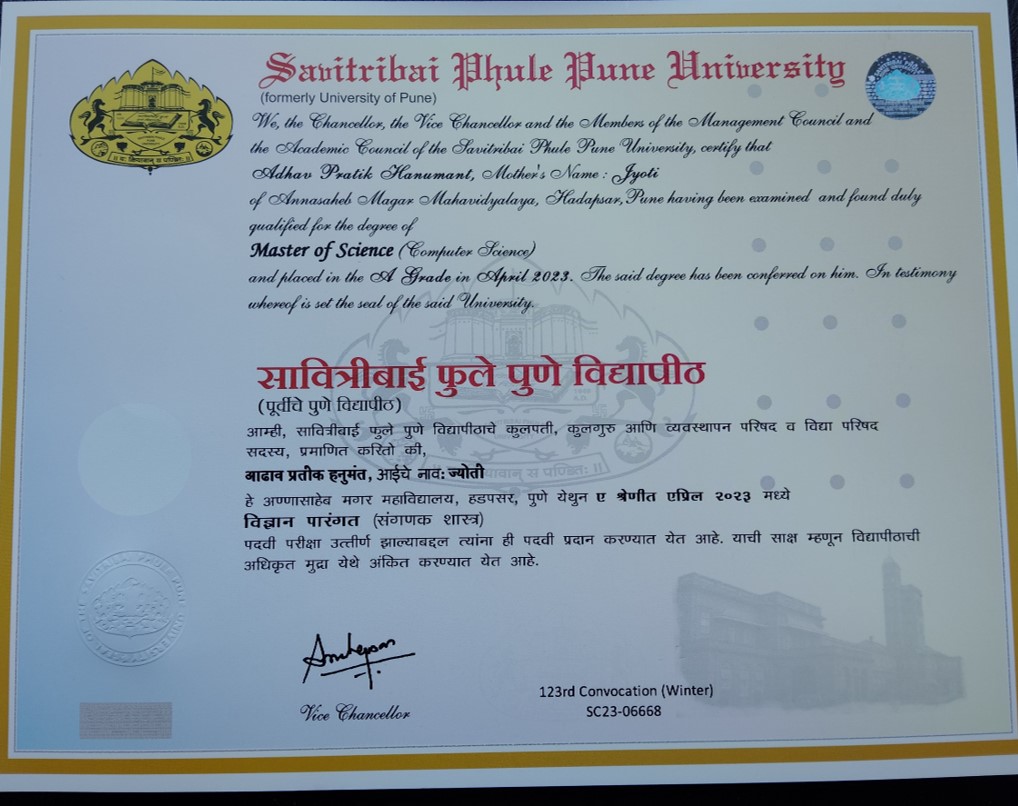 Savitribai Phule Pune University
(formerly University of Pune)
We, the Chancellor, the Vice Chancellor and the Members of the Management Council and
the Academic Council of the Savitribai Phule Pune University, certify that
Adhav Pratik Hanumant, Mother's Name : Jyoti
of Annasaheb Magar Mahavidyalaya, Hadapsar, Pune having been examined and found duly
qualified for the degree of
Master of Science (Computer Science)
and placed in the A Grade in April 2023. The said degree has been conferred on him. In testimony
whereof is set the seal of the said University.
सावित्रीबाई फुले पुणे विद्यापीठ
(पूर्वीचे पुणे विद्यापीठ)
आम्ही, सावित्रीबाई फुले पुणे विद्यापीठाचे कुलपती, कुलगुरु आणि व्यवस्थापन परिषद व विद्या परिषद
सदस्य, प्रमाणित करितो की,
बाढाव प्रतीक हनुमंत, आईचे नाव: ज्योती
हे अण्णासाहेब मगर महाविद्यालय, हडपसर, पुणे येथुन ए श्रेणीत एप्रिल २०२३ मध्ये
विज्ञान पारंगत (संगणक शास्त्र)
पदवी परीक्षा उत्तीर्ण झाल्याबद्दल त्यांना ही पदवी प्रदान करण्यात येत आहे. याची साक्ष म्हणून विद्यापीठाची
अधिकृत मुद्रा येथे अंकित करण्यात येत आहे.
Vice Chancellor
123rd Convocation (Winter)
SC23-06668